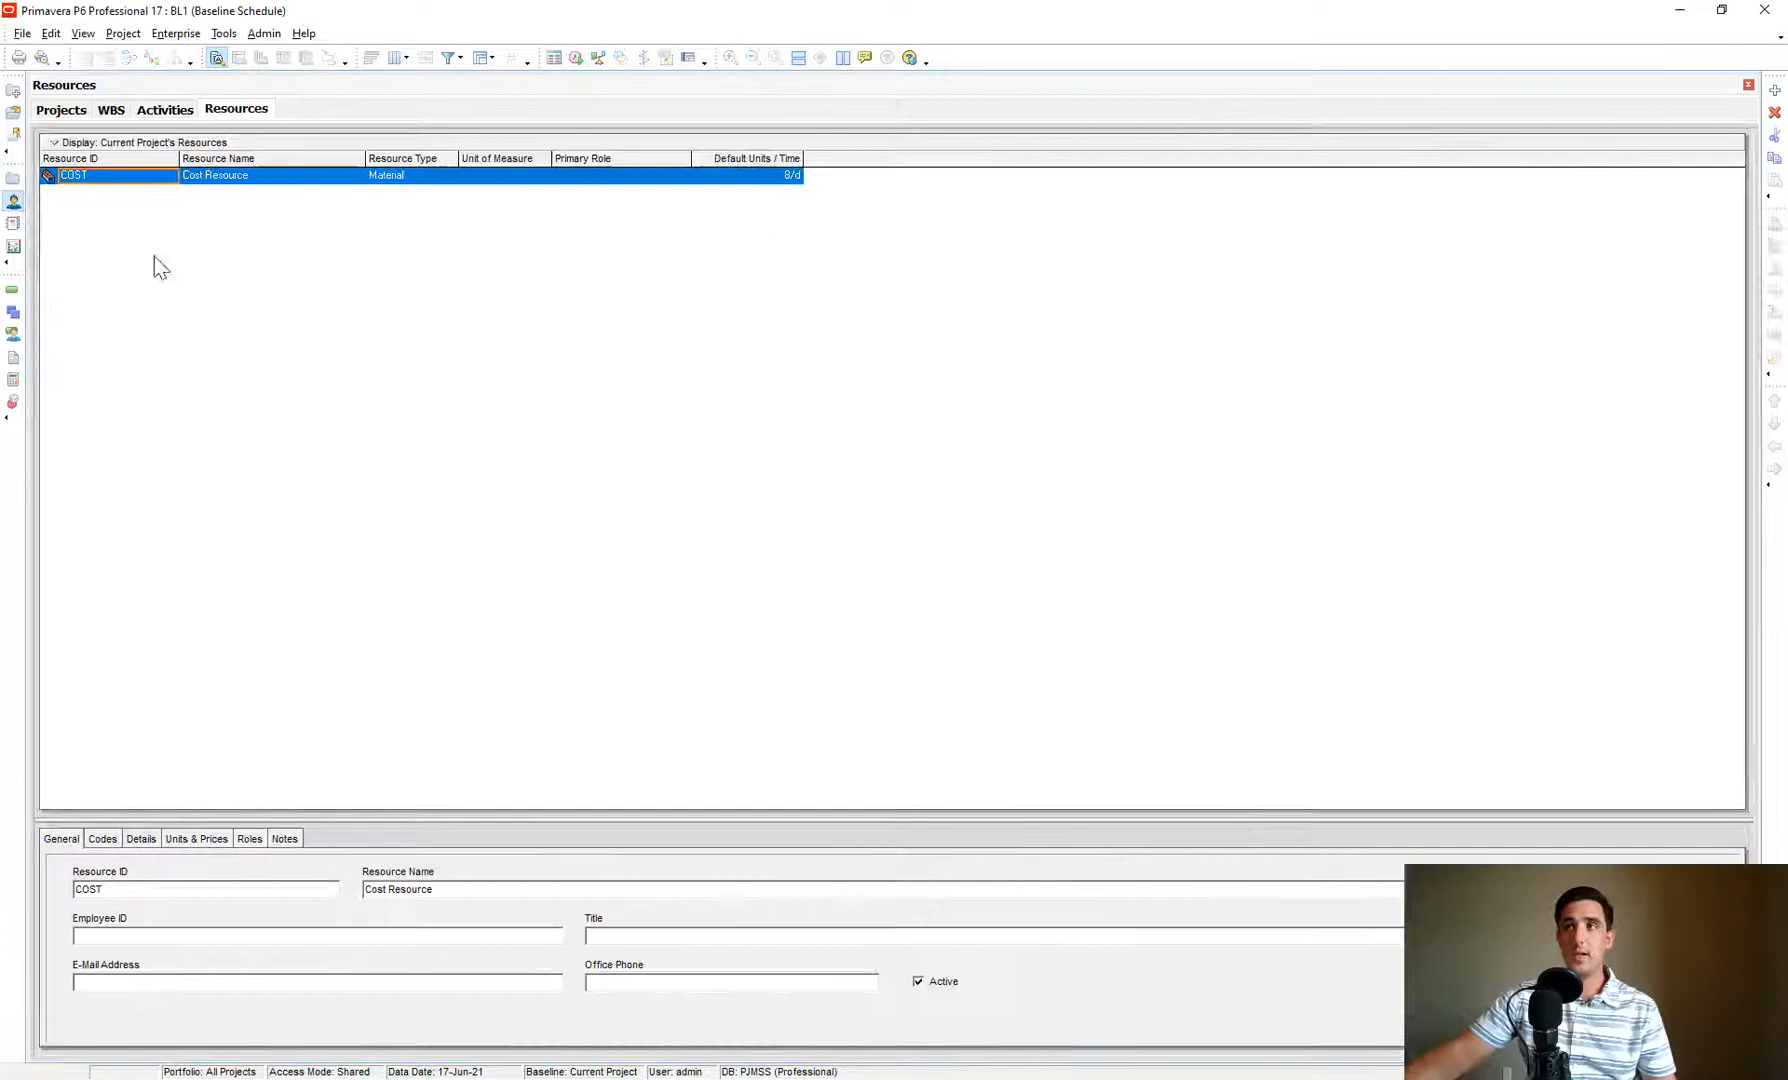 Primavera P6 Professional 17 : BL1 (Baseline Schedule)
File Edit View Project Enterprise Tools Admin Help
Resources
Projects WBS Activities Resources
Display: Current Project's Resources
Resource ID Resource Name Resource Type Unit of Measure Primary Role Default Units / Time
COST Cost Resource Material 8/d
General Codes Details Units & Prices Roles Notes
Resource ID Resource Name
COST Cost Resource
Employee ID Title
E-Mail Address Office Phone
Active
Portfolio: All Projects Access Mode: Shared Data Date: 17-Jun-21 Baseline: Current Project User: admin DB: PJMSS (Professional)